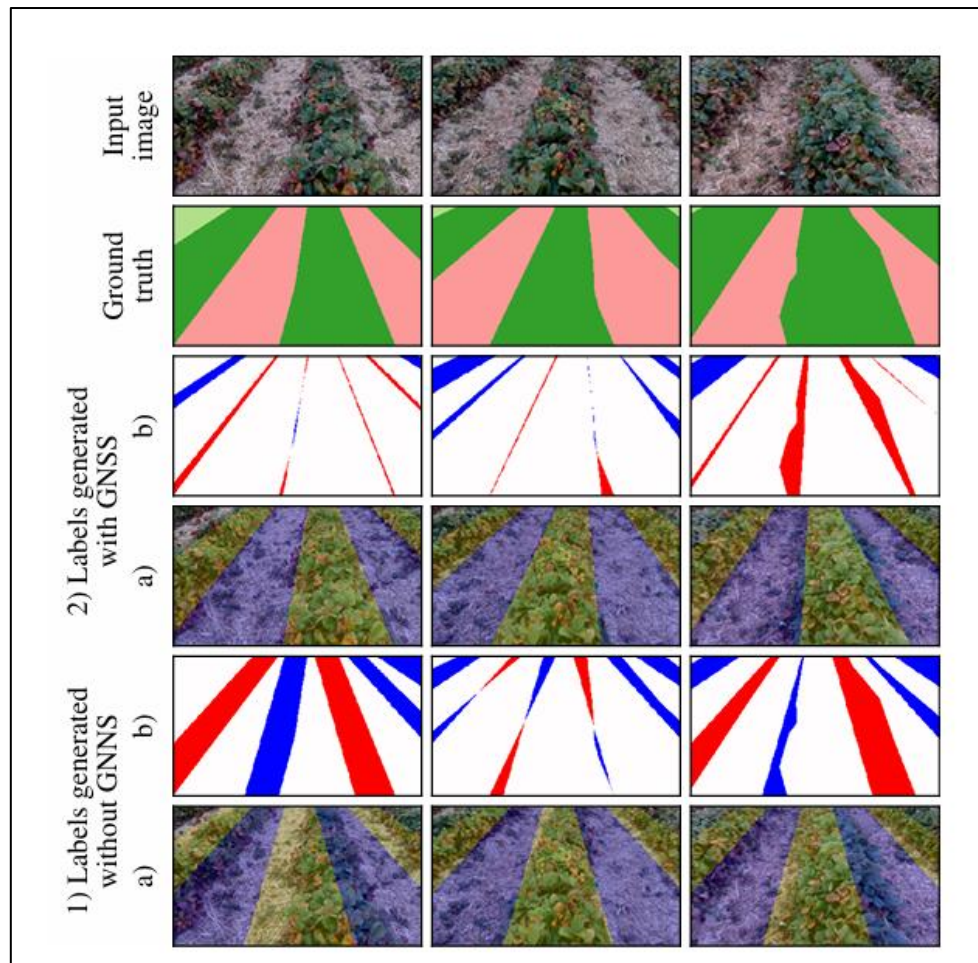 Input
image
Ground
truth
2) Labels generated
with GNSS
b)
a)
1) Labels generated
without GNNS
b)
a)